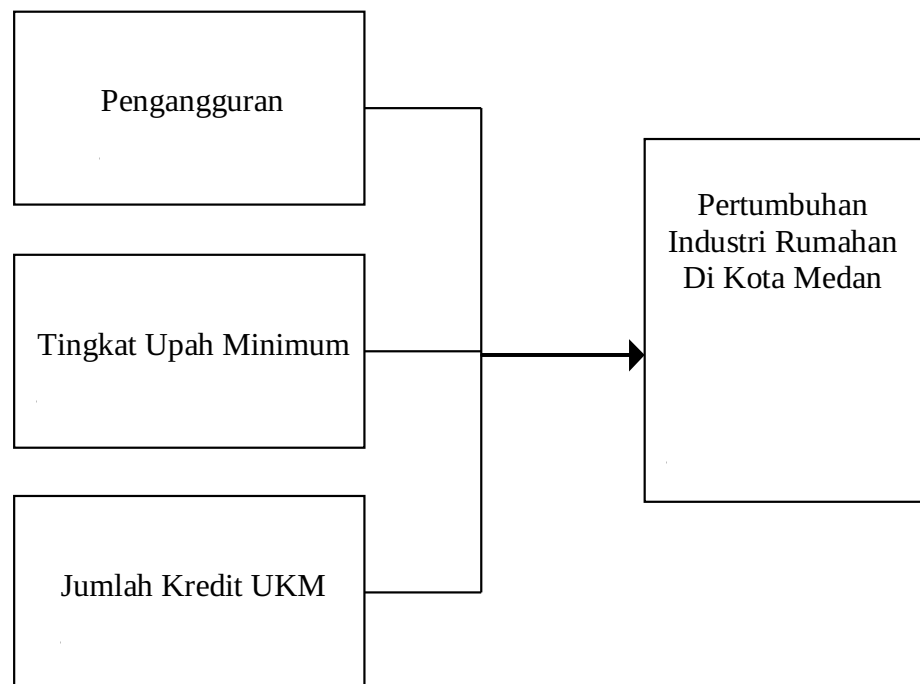 Pengangguran
Tingkat Upah Minimum
Jumlah Kredit UKM
Pertumbuhan
Industri Rumahan
Di Kota Medan